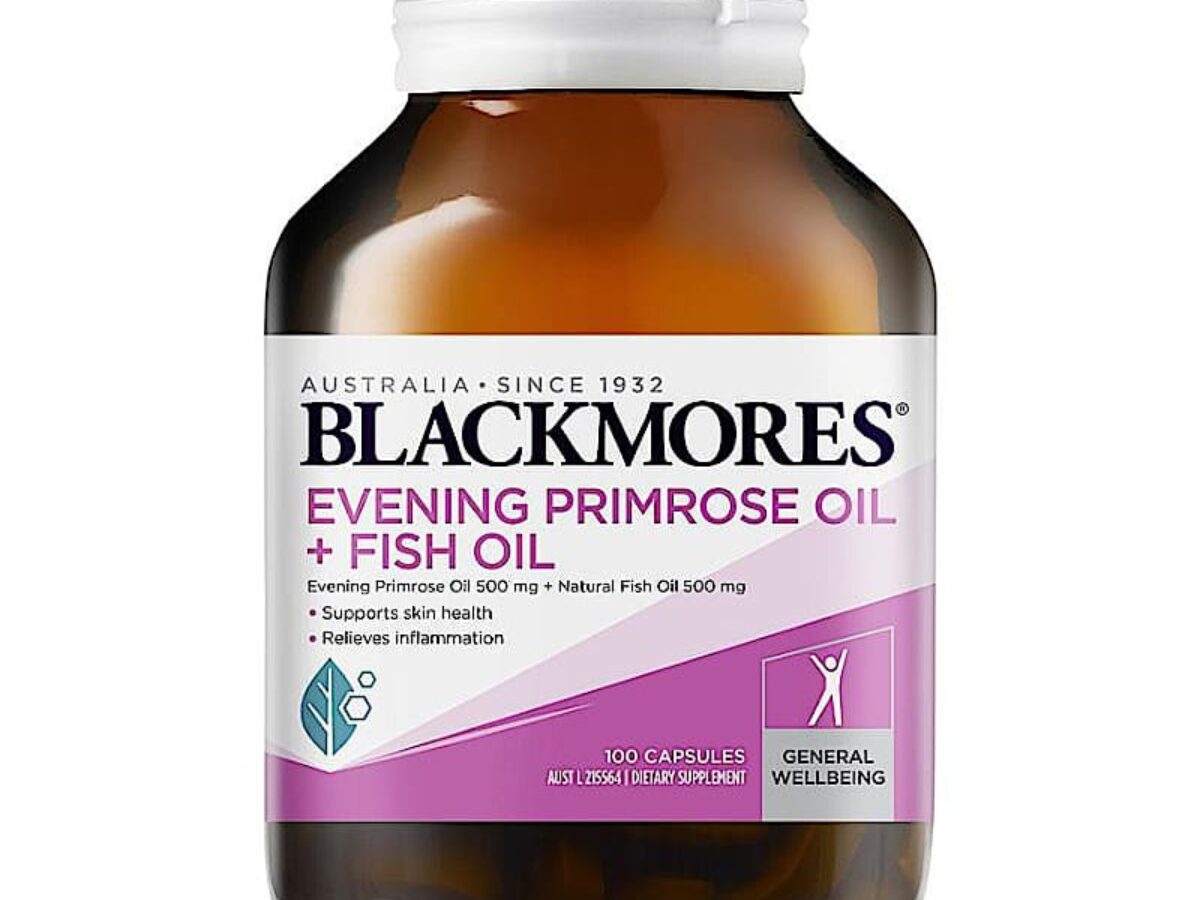 AUSTRALIA • SINCE 1932
BLACKMORES®
EVENING PRIMROSE OIL
+ FISH OIL
Evening Primrose Oil 500 mg + Natural Fish Oil 500 mg
• Supports skin health
• Relieves inflammation
100 CAPSULES
AUST L 215564 | DIETARY SUPPLEMENT
GENERAL
WELLBEING